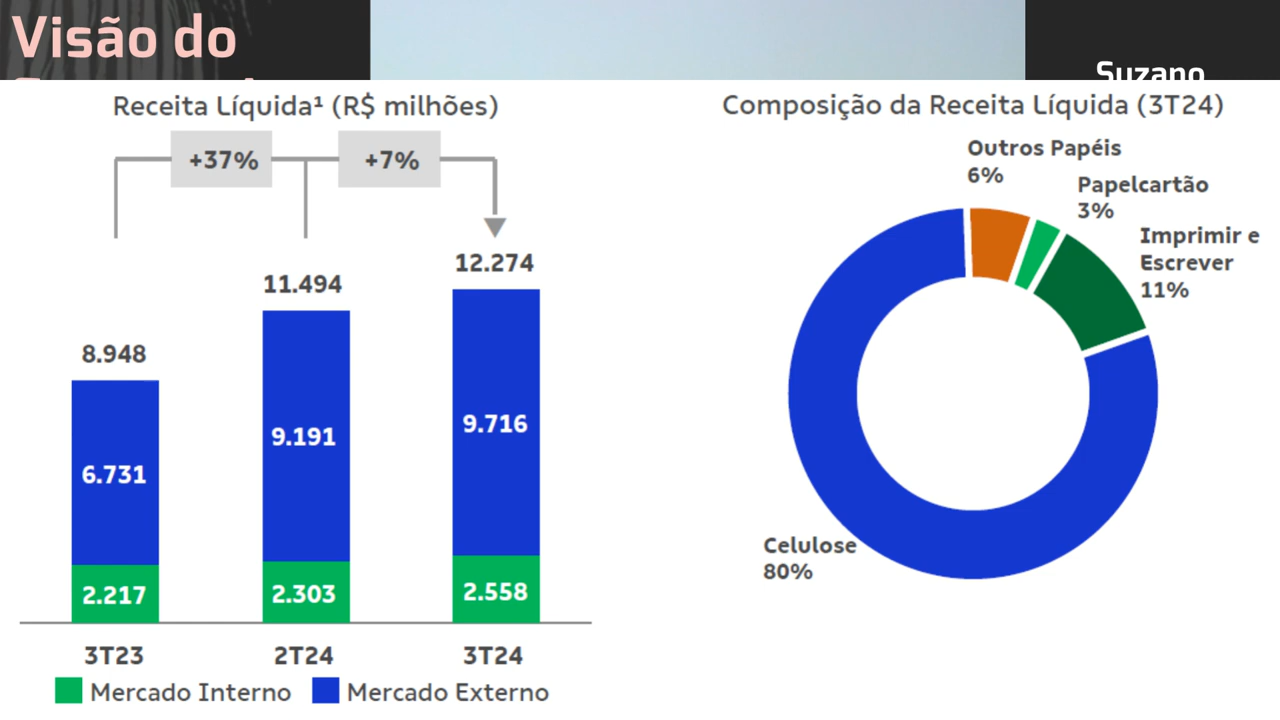 Visão do
Suzano
Receita Líquida¹ (R$ milhões)
+37%
+7%
8.948
11.494
12.274
6.731
9.191
9.716
2.217
2.303
2.558
3T23
2T24
3T24
Mercado Interno
Mercado Externo
Composição da Receita Líquida (3T24)
Outros Papéis
6%
Papelcartão
3%
Imprimir e
Escrever
11%
Celulose
80%